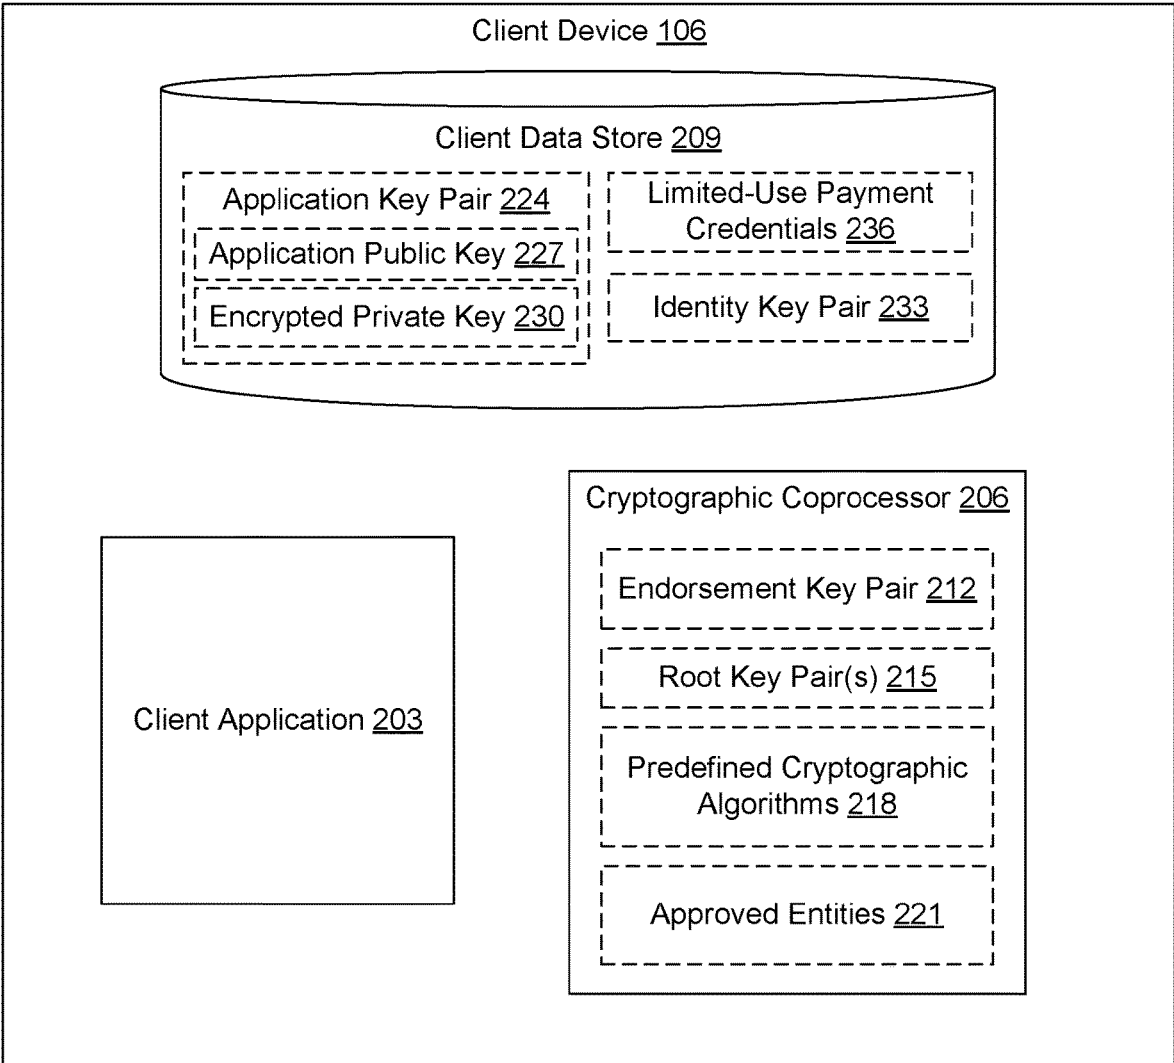 Client Device 106
Client Data Store 209
Application Key Pair 224
Application Public Key 227
Encrypted Private Key 230
Limited-Use Payment
Credentials 236
Identity Key Pair 233
Client Application 203
Cryptographic Coprocessor 206
Endorsement Key Pair 212
Root Key Pair(s) 215
Predefined Cryptographic
Algorithms 218
Approved Entities 221